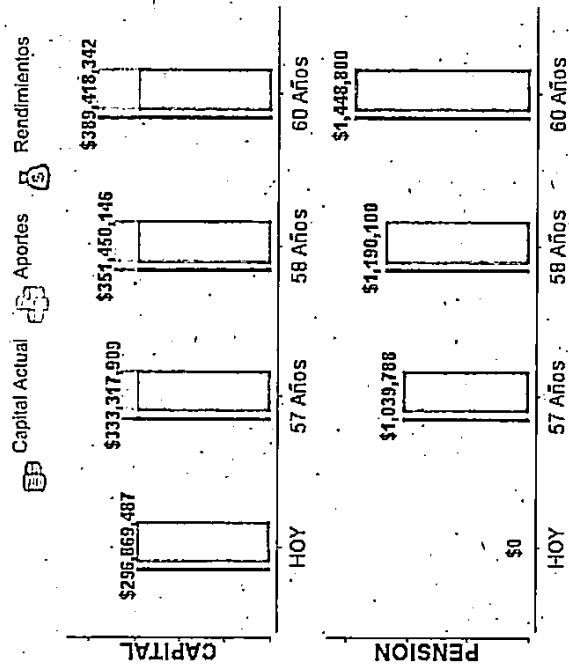 Capital Actual Aportes Rendimientos
CAPITAL
$296,869,487 $333,317,909 $351,450,146 $389,418,342
HOY 57 Años 58 Años 60 Años
PENSION
$0 $1,039,788 $1,190,100 $1,448,800
HOY 57 Años 58 Años 60 Años